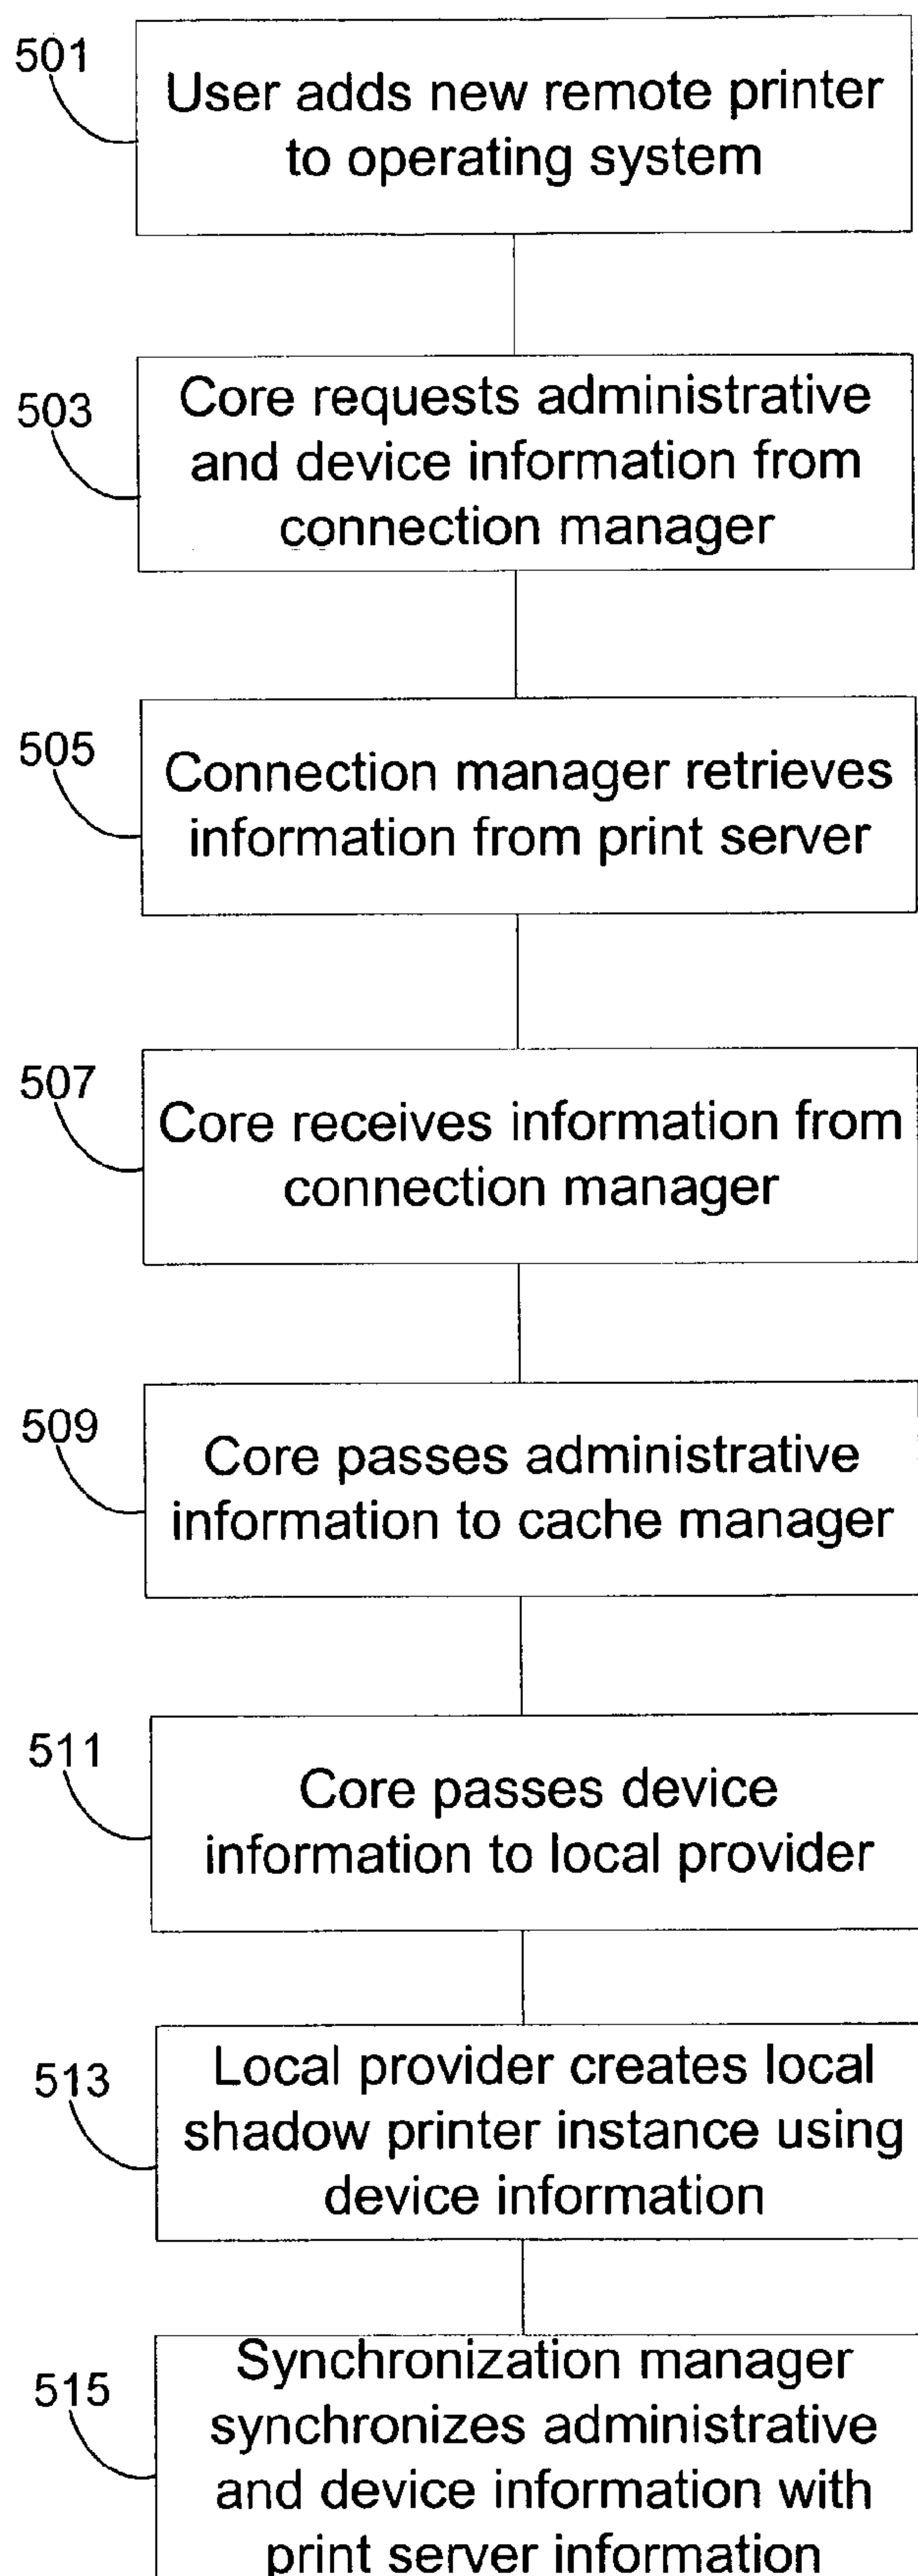 501
User adds new remote printer
to operating system
503
Core requests administrative
and device information from
connection manager
505
Connection manager retrieves
information from print server
507
Core receives information from
connection manager
509
Core passes administrative
information to cache manager
511
Core passes device
information to local provider
513
Local provider creates local
shadow printer instance using
device information
515
Synchronization manager
synchronizes administrative
and device information with
print server information